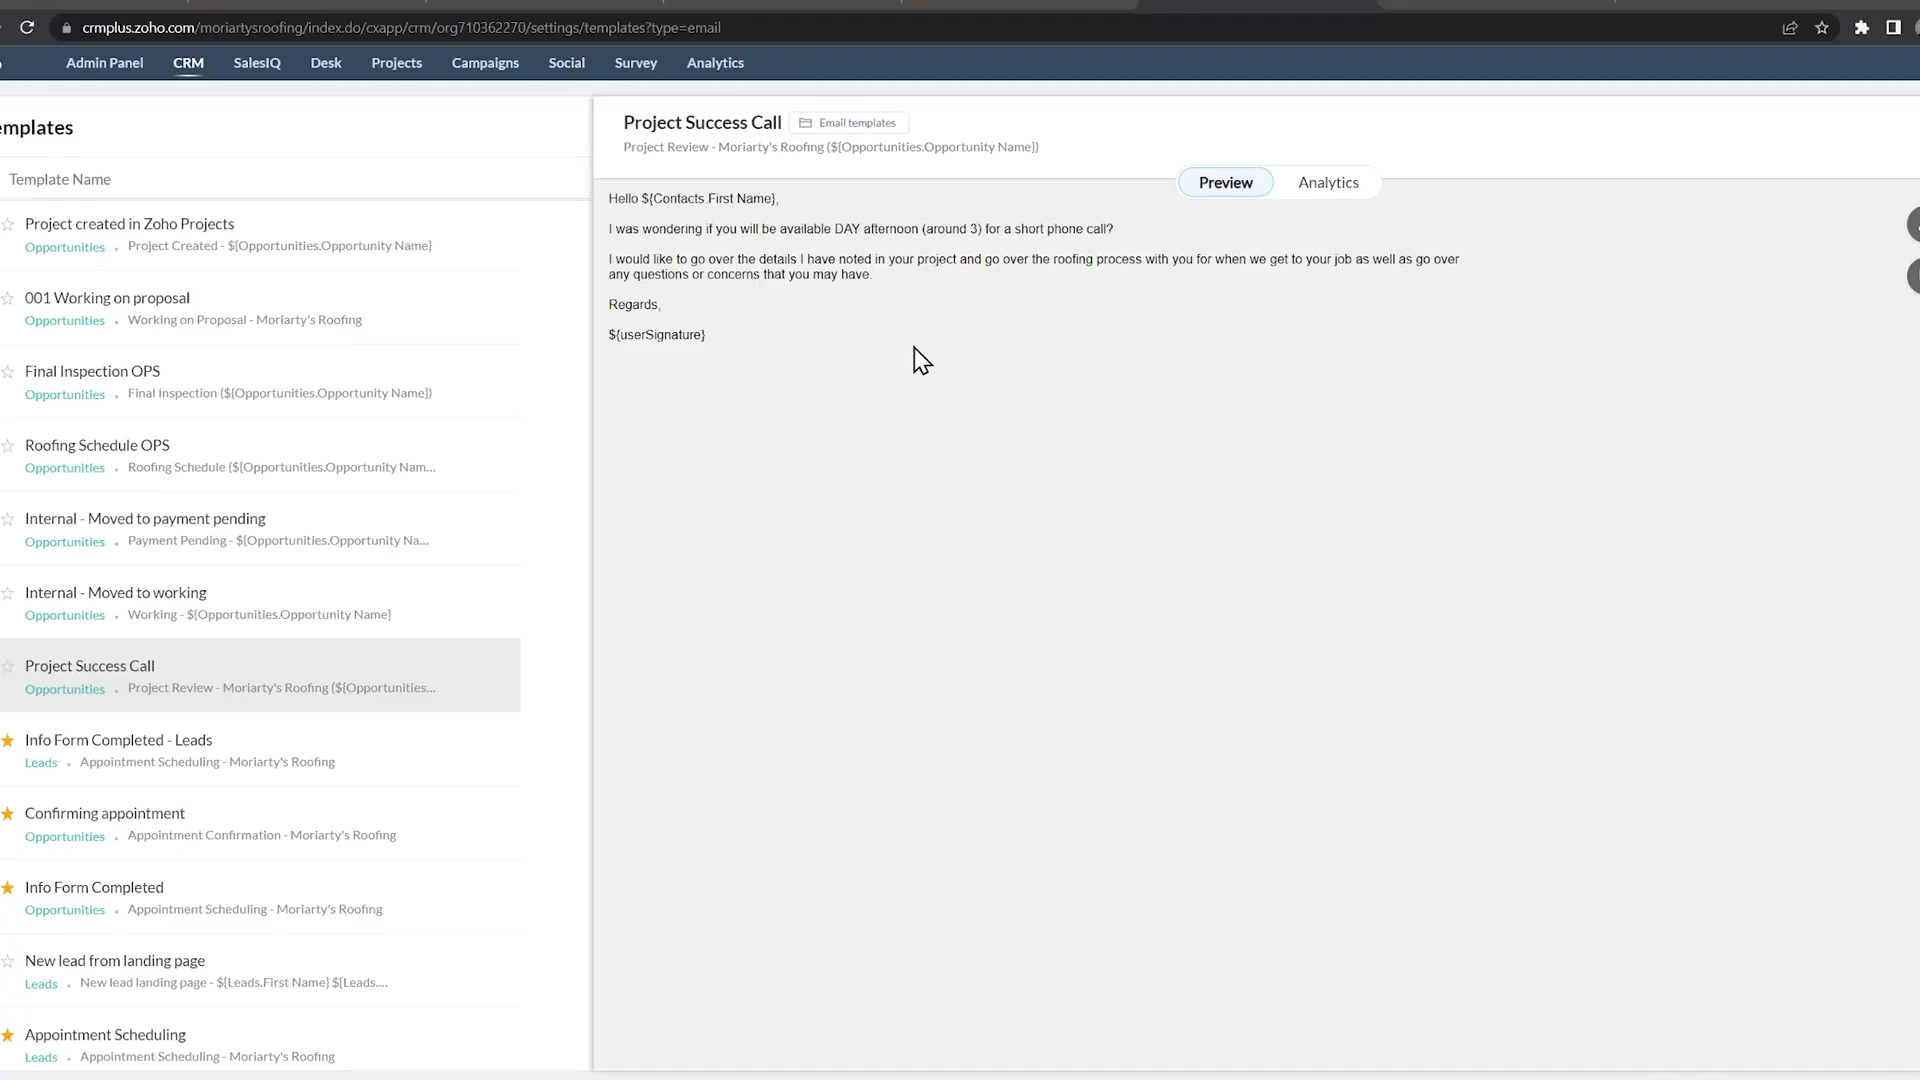 crmplus.zoho.com/moriartysroofing/index.do/cxapp/crm/org710362270/settings/templates?type=email
Admin Panel CRM SalesIQ Desk Projects Campaigns Social Survey Analytics
emplates
Template Name
Project created in Zoho Projects
Opportunities . Project Created - ${Opportunities.Opportunity Name}
001 Working on proposal
Opportunities . Working on Proposal - Moriarty's Roofing
Final Inspection OPS
Opportunities . Final Inspection (${Opportunities.Opportunity Name})
Roofing Schedule OPS
Opportunities . Roofing Schedule (${Opportunities.Opportunity Nam...
Internal - Moved to payment pending
Opportunities . Payment Pending - ${Opportunities.Opportunity Na...
Internal - Moved to working
Opportunities . Working - ${Opportunities.Opportunity Name}
Project Success Call
Opportunities . Project Review - Moriarty's Roofing (${Opportunities...
Info Form Completed - Leads
Leads . Appointment Scheduling - Moriarty's Roofing
Confirming appointment
Opportunities . Appointment Confirmation - Moriarty's Roofing
Info Form Completed
Opportunities . Appointment Scheduling - Moriarty's Roofing
New lead from landing page
Leads . New lead landing page - ${Leads.First Name} ${Leads....
Appointment Scheduling
Leads . Appointment Scheduling - Moriarty's Roofing
Project Success Call Email templates
Project Review - Moriarty's Roofing (${Opportunities.Opportunity Name})
Preview Analytics
Hello ${Contacts.First Name},
I was wondering if you will be available DAY afternoon (around 3) for a short phone call?
I would like to go over the details I have noted in your project and go over the roofing process with you for when we get to your job as well as go over
any questions or concerns that you may have.
Regards,
${userSignature}